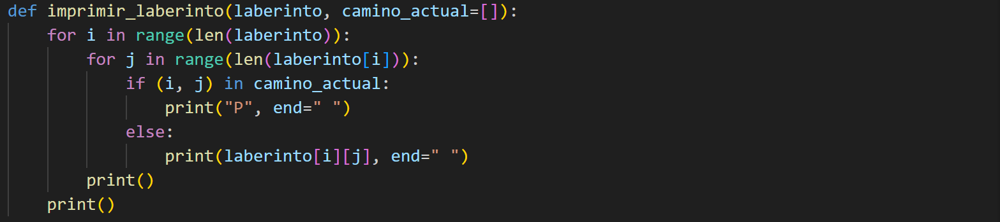 def imprimir_laberinto(laberinto, camino_actual=[]):
    for i in range(len(laberinto)):
        for j in range(len(laberinto[i])):
            if (i, j) in camino_actual:
                print("P", end=" ")
            else:
                print(laberinto[i][j], end=" ")
        print()
    print()